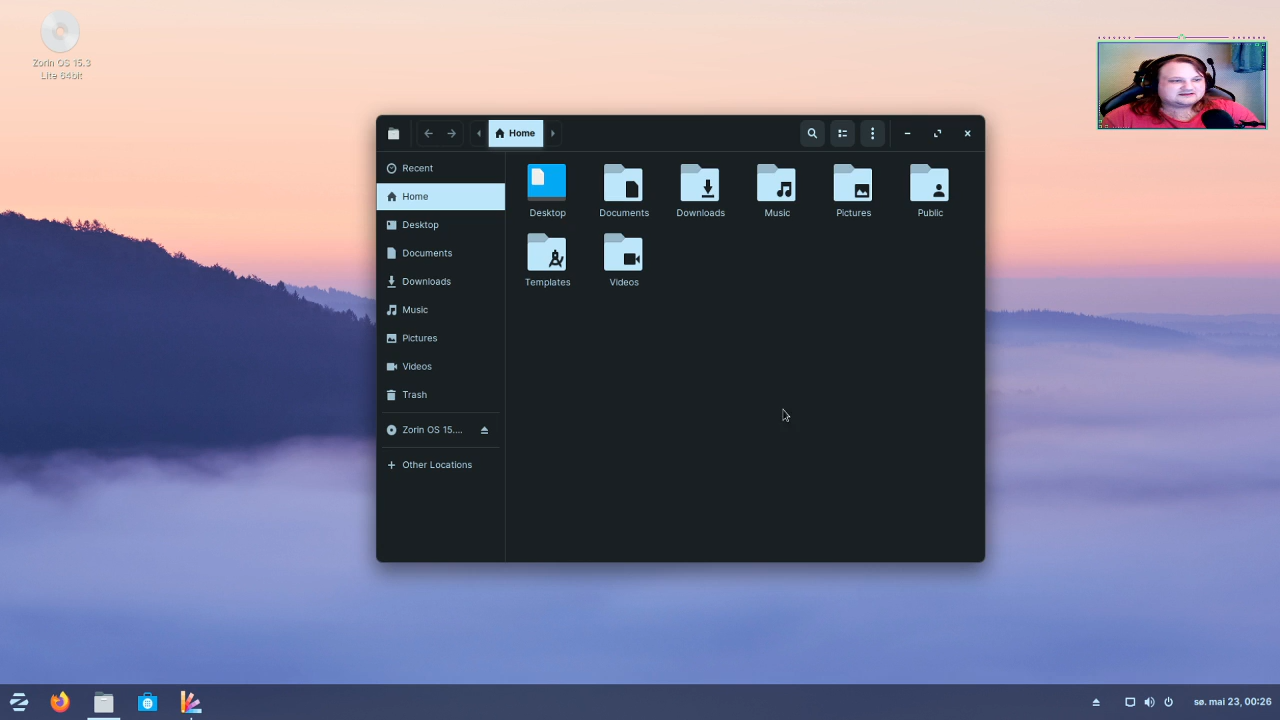 Zorin OS 15.3
Lite 64bit
Home
Recent
Home
Desktop
Documents
Downloads
Music
Pictures
Videos
Trash
Zorin OS 15....
Other Locations
Desktop
Documents
Downloads
Music
Pictures
Public
Templates
Videos
sø. mai 23, 00:26